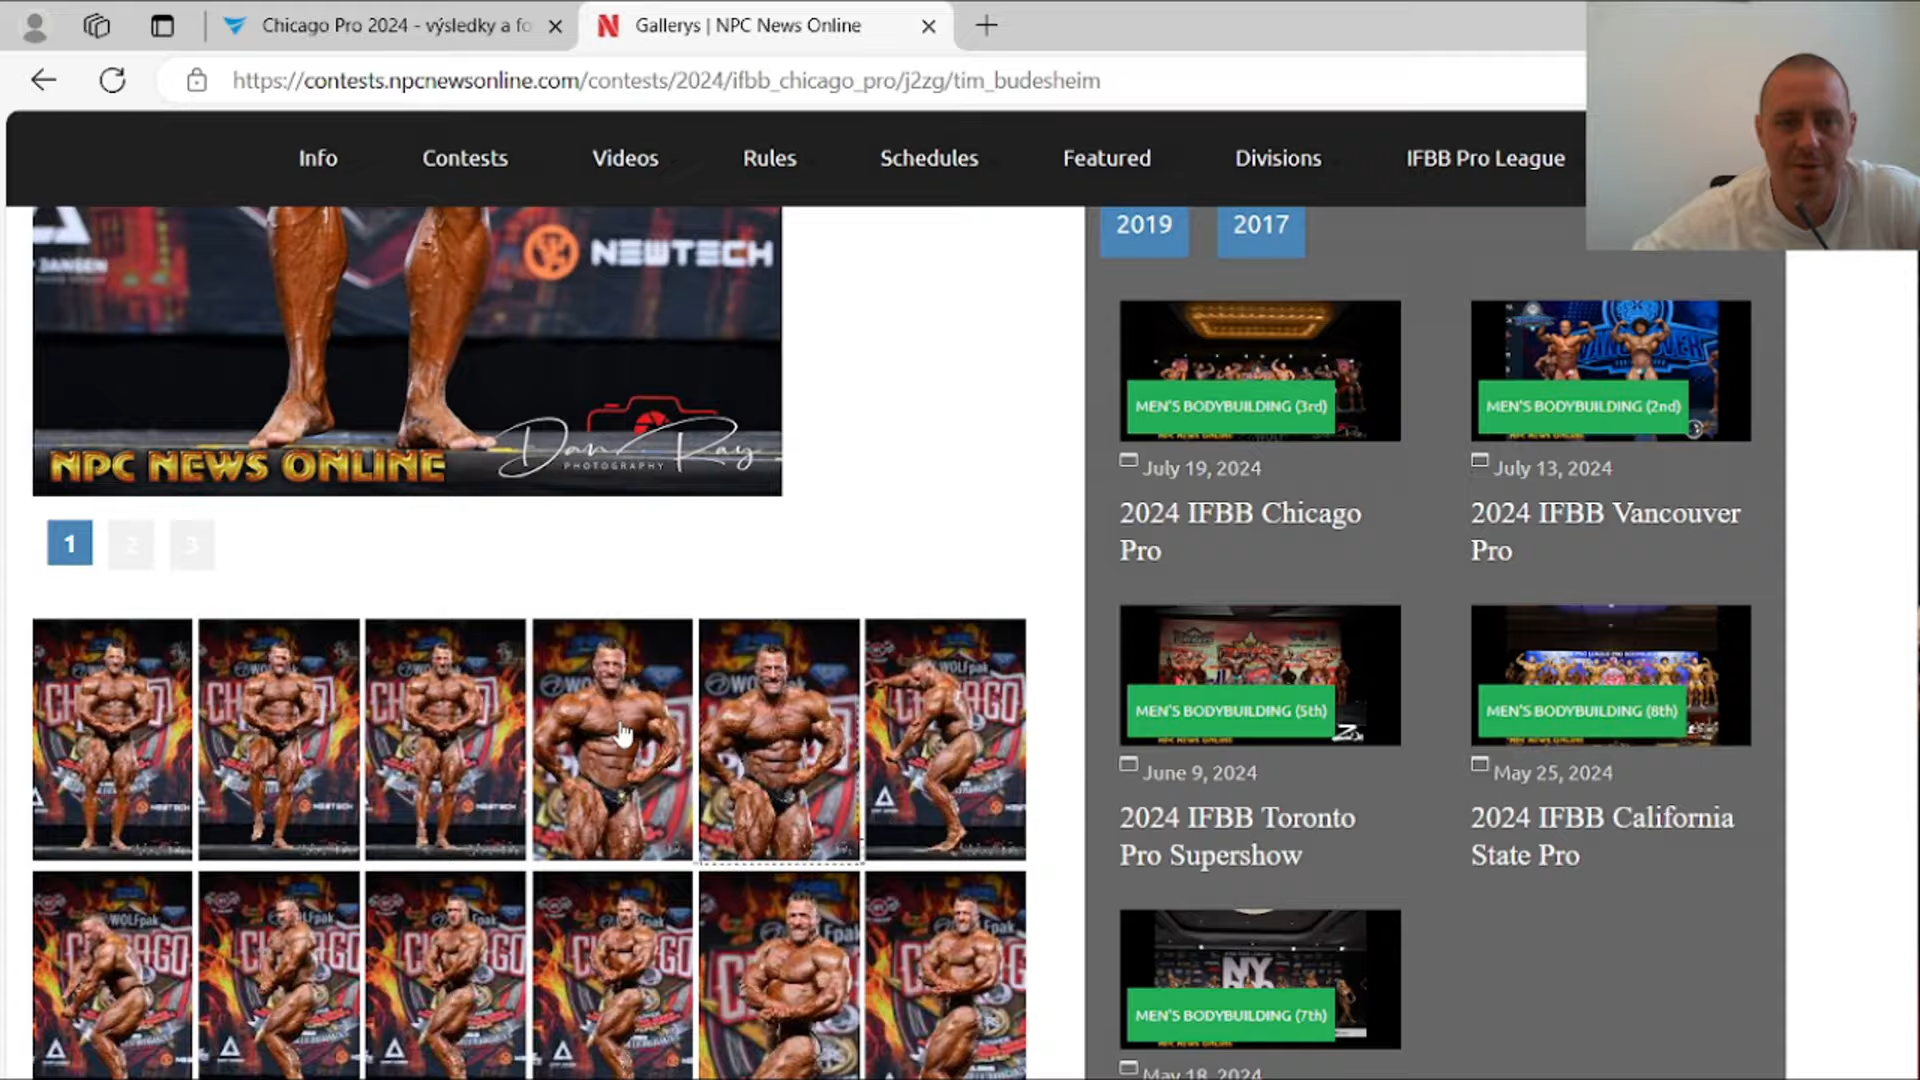 Chicago Pro 2024 - výsledky a fo
Gallerys | NPC News Online
https://contests.npcnewsonline.com/contests/2024/ifbb_chicago_pro/j2zg/tim_budesheim
Info Contests Videos Rules Schedules Featured Divisions IFBB Pro League
2019 2017
NEWTECH
NPC NEWS ONLINE
Dan Ray
PHOTOGRAPHY
1 2 3
MEN'S BODYBUILDING (3rd)
July 19, 2024
2024 IFBB Chicago
Pro
MEN'S BODYBUILDING (2nd)
July 13, 2024
2024 IFBB Vancouver
Pro
MEN'S BODYBUILDING (5th)
June 9, 2024
2024 IFBB Toronto
Pro Supershow
MEN'S BODYBUILDING (8th)
May 25, 2024
2024 IFBB California
State Pro
MEN'S BODYBUILDING (7th)
May 18, 2024